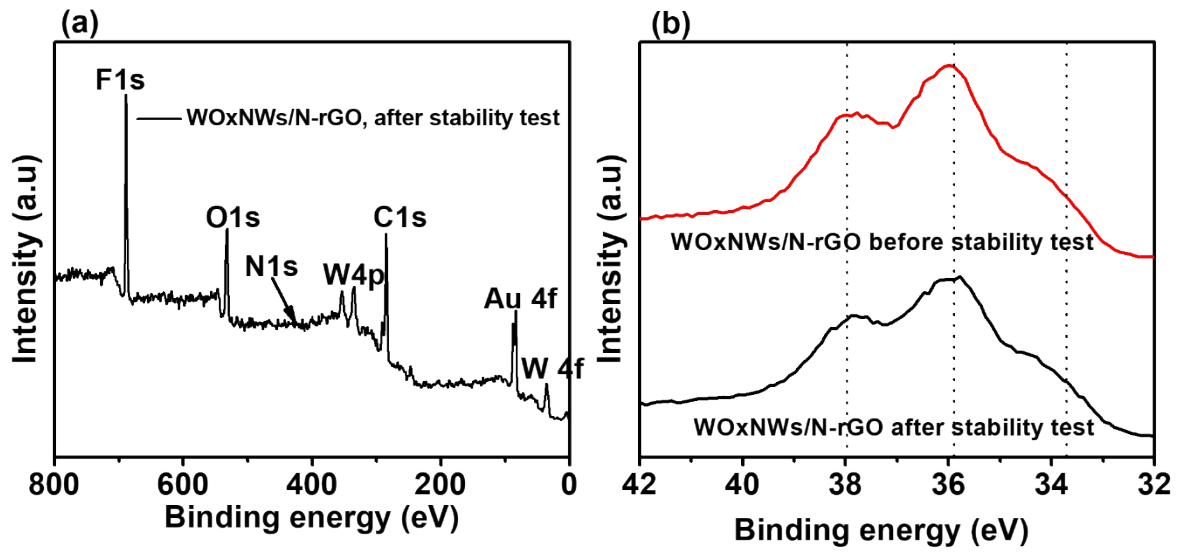 (a)
F1s
WOxNWs/N-rGO, after stability test
O1s
N1s
W4p
C1s
Au 4f
W 4f
Intensity (a.u)
800 600 400 200 0
Binding energy (eV)
(b)
WOxNWs/N-rGO before stability test
WOxNWs/N-rGO after stability test
Intensity (a.u)
42 40 38 36 34 32
Binding energy (eV)